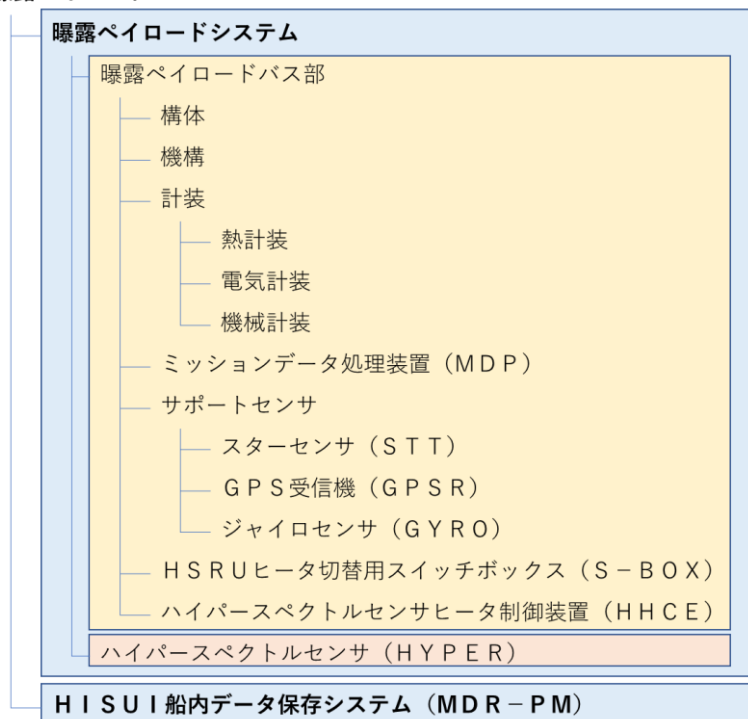 曝露ペイロードシステム
曝露ペイロードバス部
構体
機構
計装
熱計装
電気計装
機械計装
ミッションデータ処理装置（ＭＤＰ）
サポートセンサ
スターセンサ（ＳＴＴ）
ＧＰＳ受信機（ＧＰＳＲ）
ジャイロセンサ（ＧＹＲＯ）
ＨＳＲＵヒータ切替用スイッチボックス（Ｓ－ＢＯＸ）
ハイパースペクトルセンサヒータ制御装置（ＨＨＣＥ）
ハイパースペクトルセンサ（ＨＹＰＥＲ）
ＨＩＳＵＩ船内データ保存システム（ＭＤＲ－ＰＭ）